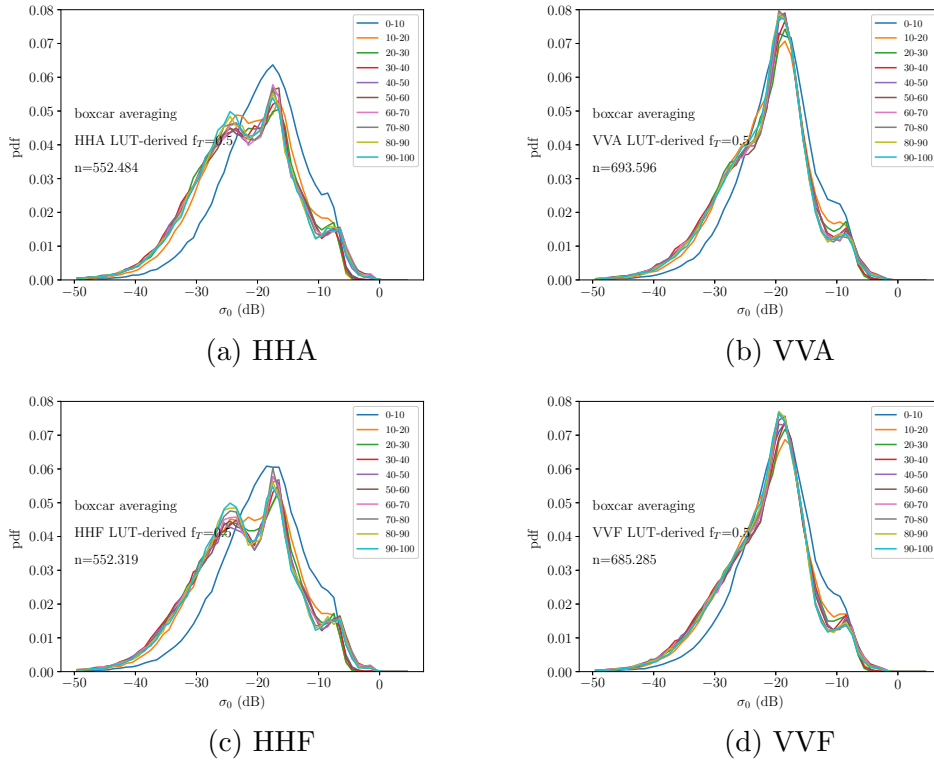 0.08
0.07
0.06
0.05
0.04
0.03
0.02
0.01
0.00
pdf
boxcar averaging
HHA LUT-derived f_T=0.5
n=552.484
0-10
10-20
20-30
30-40
40-50
50-60
60-70
70-80
80-90
90-100
−50 −40 −30 −20 −10 0
σ0 (dB)
(a) HHA
0.08
0.07
0.06
0.05
0.04
0.03
0.02
0.01
0.00
pdf
boxcar averaging
VVA LUT-derived f_T=0.5
n=693.596
0-10
10-20
20-30
30-40
40-50
50-60
60-70
70-80
80-90
90-100
−50 −40 −30 −20 −10 0
σ0 (dB)
(b) VVA
0.08
0.07
0.06
0.05
0.04
0.03
0.02
0.01
0.00
pdf
boxcar averaging
HHF LUT-derived f_T=0.5
n=552.319
0-10
10-20
20-30
30-40
40-50
50-60
60-70
70-80
80-90
90-100
−50 −40 −30 −20 −10 0
σ0 (dB)
(c) HHF
0.08
0.07
0.06
0.05
0.04
0.03
0.02
0.01
0.00
pdf
boxcar averaging
VVF LUT-derived f_T=0.5
n=685.285
0-10
10-20
20-30
30-40
40-50
50-60
60-70
70-80
80-90
90-100
−50 −40 −30 −20 −10 0
σ0 (dB)
(d) VVF